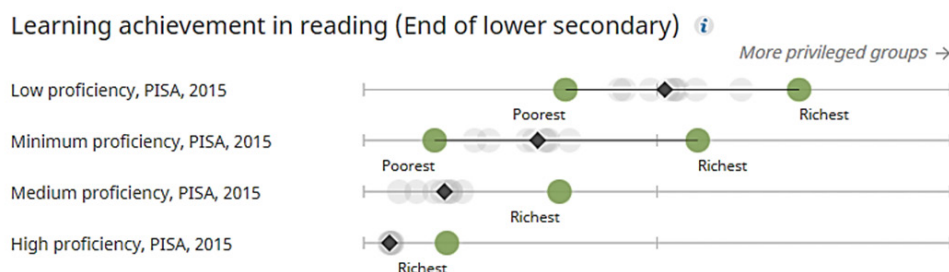 Learning achievement in reading (End of lower secondary) i
More privileged groups →
Low proficiency, PISA, 2015
Poorest Richest
Minimum proficiency, PISA, 2015
Poorest Richest
Medium proficiency, PISA, 2015
Richest
High proficiency, PISA, 2015
Richest